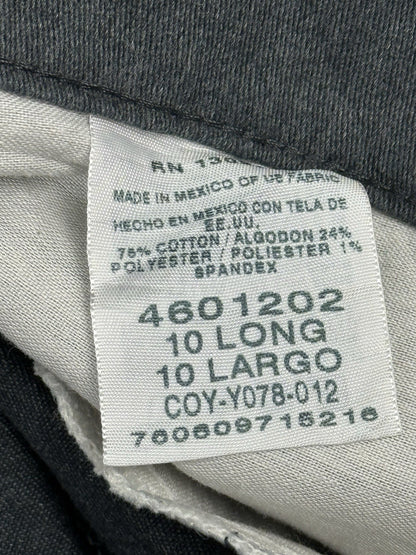 RN
MADE IN MEXICO OF US FABRIC
HECHO EN MEXICO CON TELA DE
EE.UU.
75% COTTON / ALGODON 24%
POLYESTER / POLIESTER 1%
SPANDEX
4601202
10 LONG
10 LARGO
COY-Y078-012
760609715216